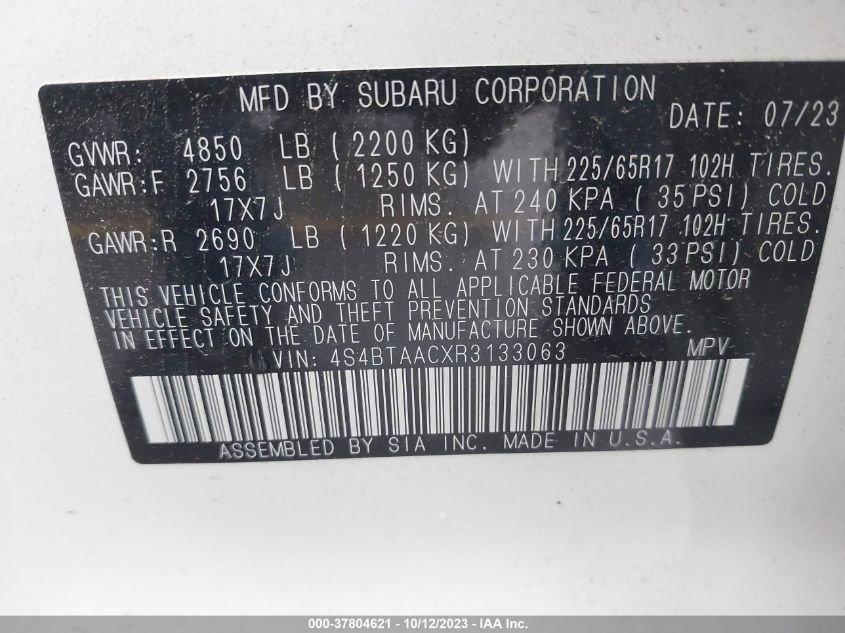 MFD BY SUBARU CORPORATION
DATE: 07/23
GVWR: 4850 LB ( 2200 KG)
GAWR:F 2756 LB ( 1250 KG) WITH 225/65R17 102H TIRES.
17X7J RIMS. AT 240 KPA ( 35 PSI) COLD
GAWR:R 2690 LB ( 1220 KG) WITH 225/65R17 102H TIRES.
17X7J RIMS. AT 230 KPA ( 33 PSI) COLD
THIS VEHICLE CONFORMS TO ALL APPLICABLE FEDERAL MOTOR
VEHICLE SAFETY AND THEFT PREVENTION STANDARDS
IN EFFECT ON THE DATE OF MANUFACTURE SHOWN ABOVE.
VIN: 4S4BTAACXR3133063 MPV
ASSEMBLED BY SIA INC. MADE IN U.S.A.
000-37804621 - 10/12/2023 - IAA Inc.